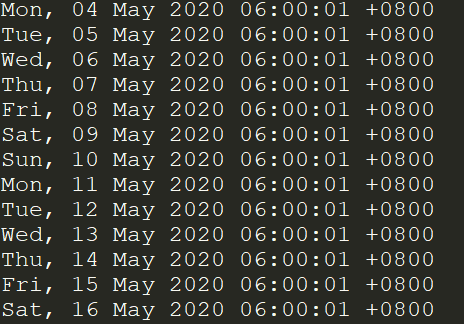 Mon, 04 May 2020 06:00:01 +0800
Tue, 05 May 2020 06:00:01 +0800
Wed, 06 May 2020 06:00:01 +0800
Thu, 07 May 2020 06:00:01 +0800
Fri, 08 May 2020 06:00:01 +0800
Sat, 09 May 2020 06:00:01 +0800
Sun, 10 May 2020 06:00:01 +0800
Mon, 11 May 2020 06:00:01 +0800
Tue, 12 May 2020 06:00:01 +0800
Wed, 13 May 2020 06:00:01 +0800
Thu, 14 May 2020 06:00:01 +0800
Fri, 15 May 2020 06:00:01 +0800
Sat, 16 May 2020 06:00:01 +0800